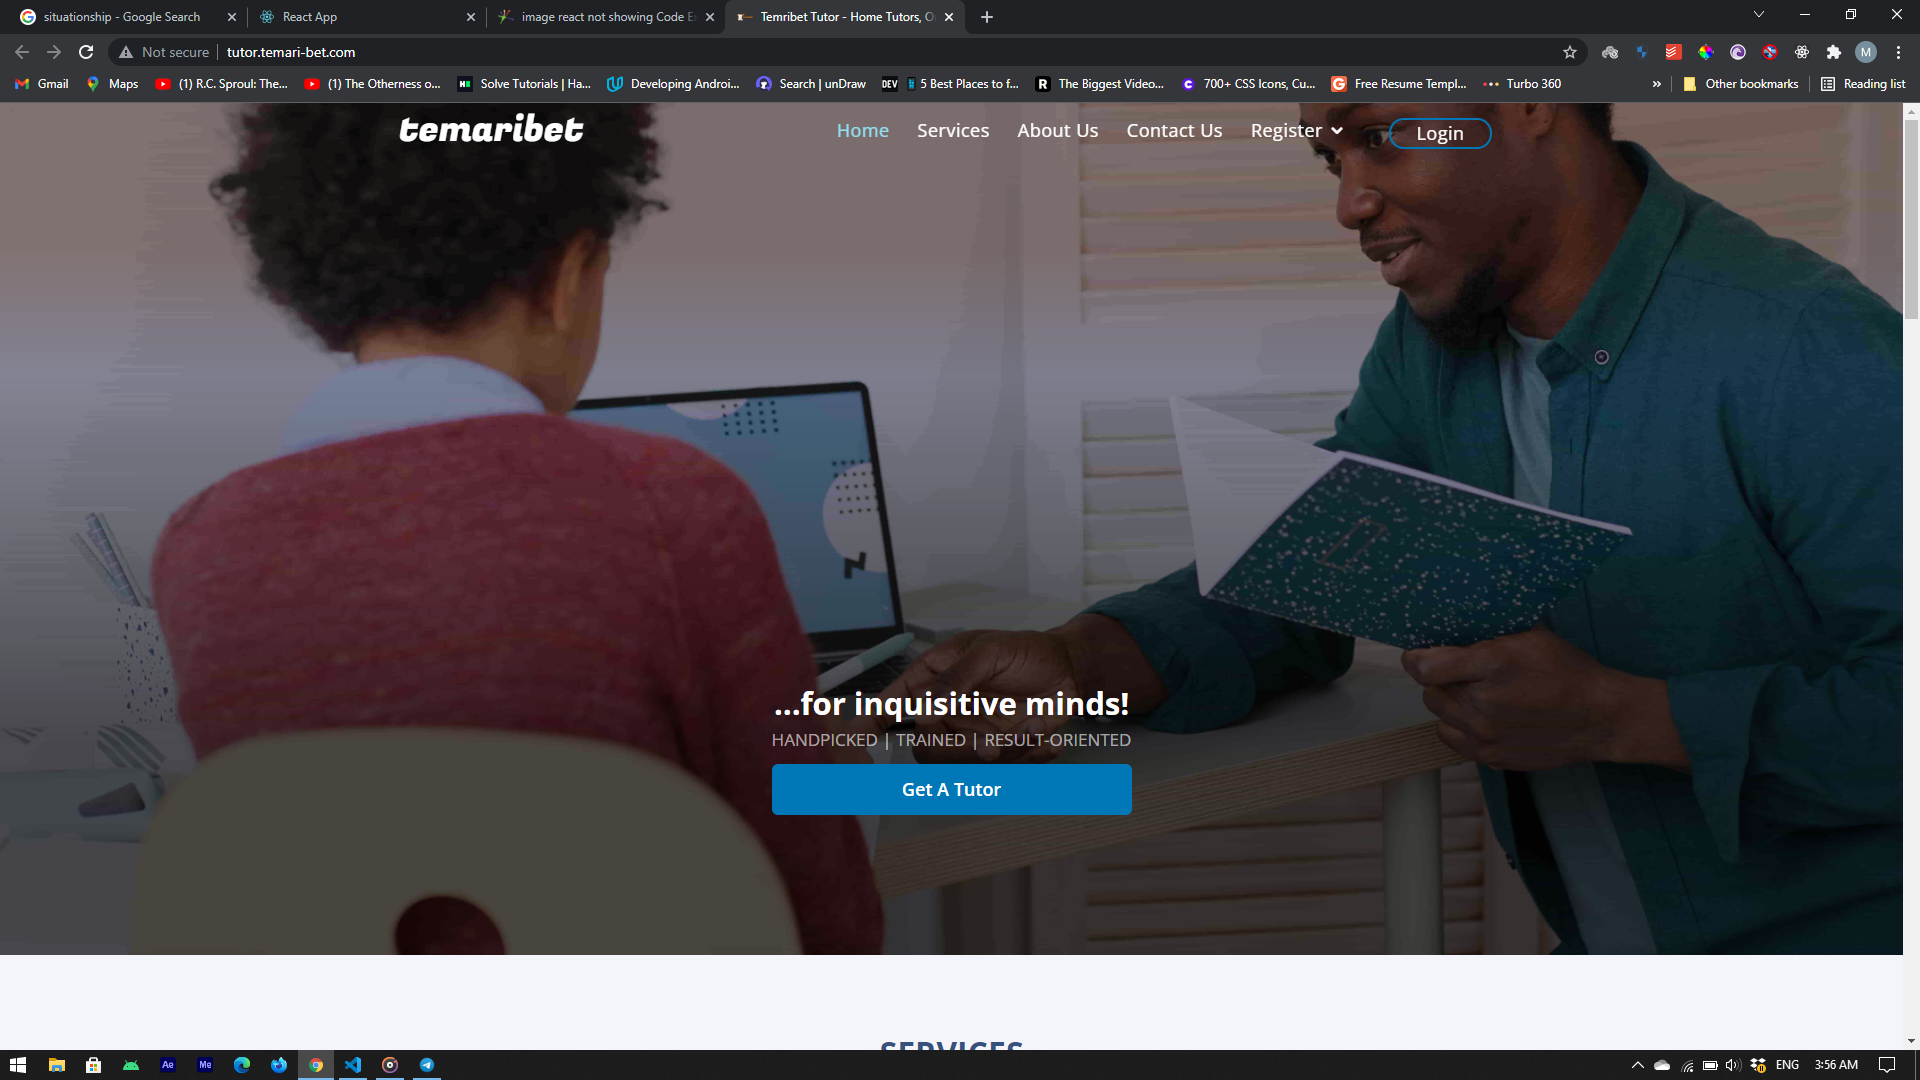 situationship - Google Search
React App
image react not showing Code E
Temribet Tutor - Home Tutors, O
Not secure
tutor.temari-bet.com
M
Gmail
Maps
(1) R.C. Sproul: The...
(1) The Otherness o...
Solve Tutorials | Ha...
Developing Androi...
Search | unDraw
DEV
5 Best Places to f...
R
The Biggest Video...
700+ CSS Icons, Cu...
Free Resume Templ...
Turbo 360
»
Other bookmarks
Reading list
temaribet
Home
Services
About Us
Contact Us
Register
Login
...for inquisitive minds!
HANDPICKED | TRAINED | RESULT-ORIENTED
Get A Tutor
SERVICES
Ae
Me
ENG
3:56 AM